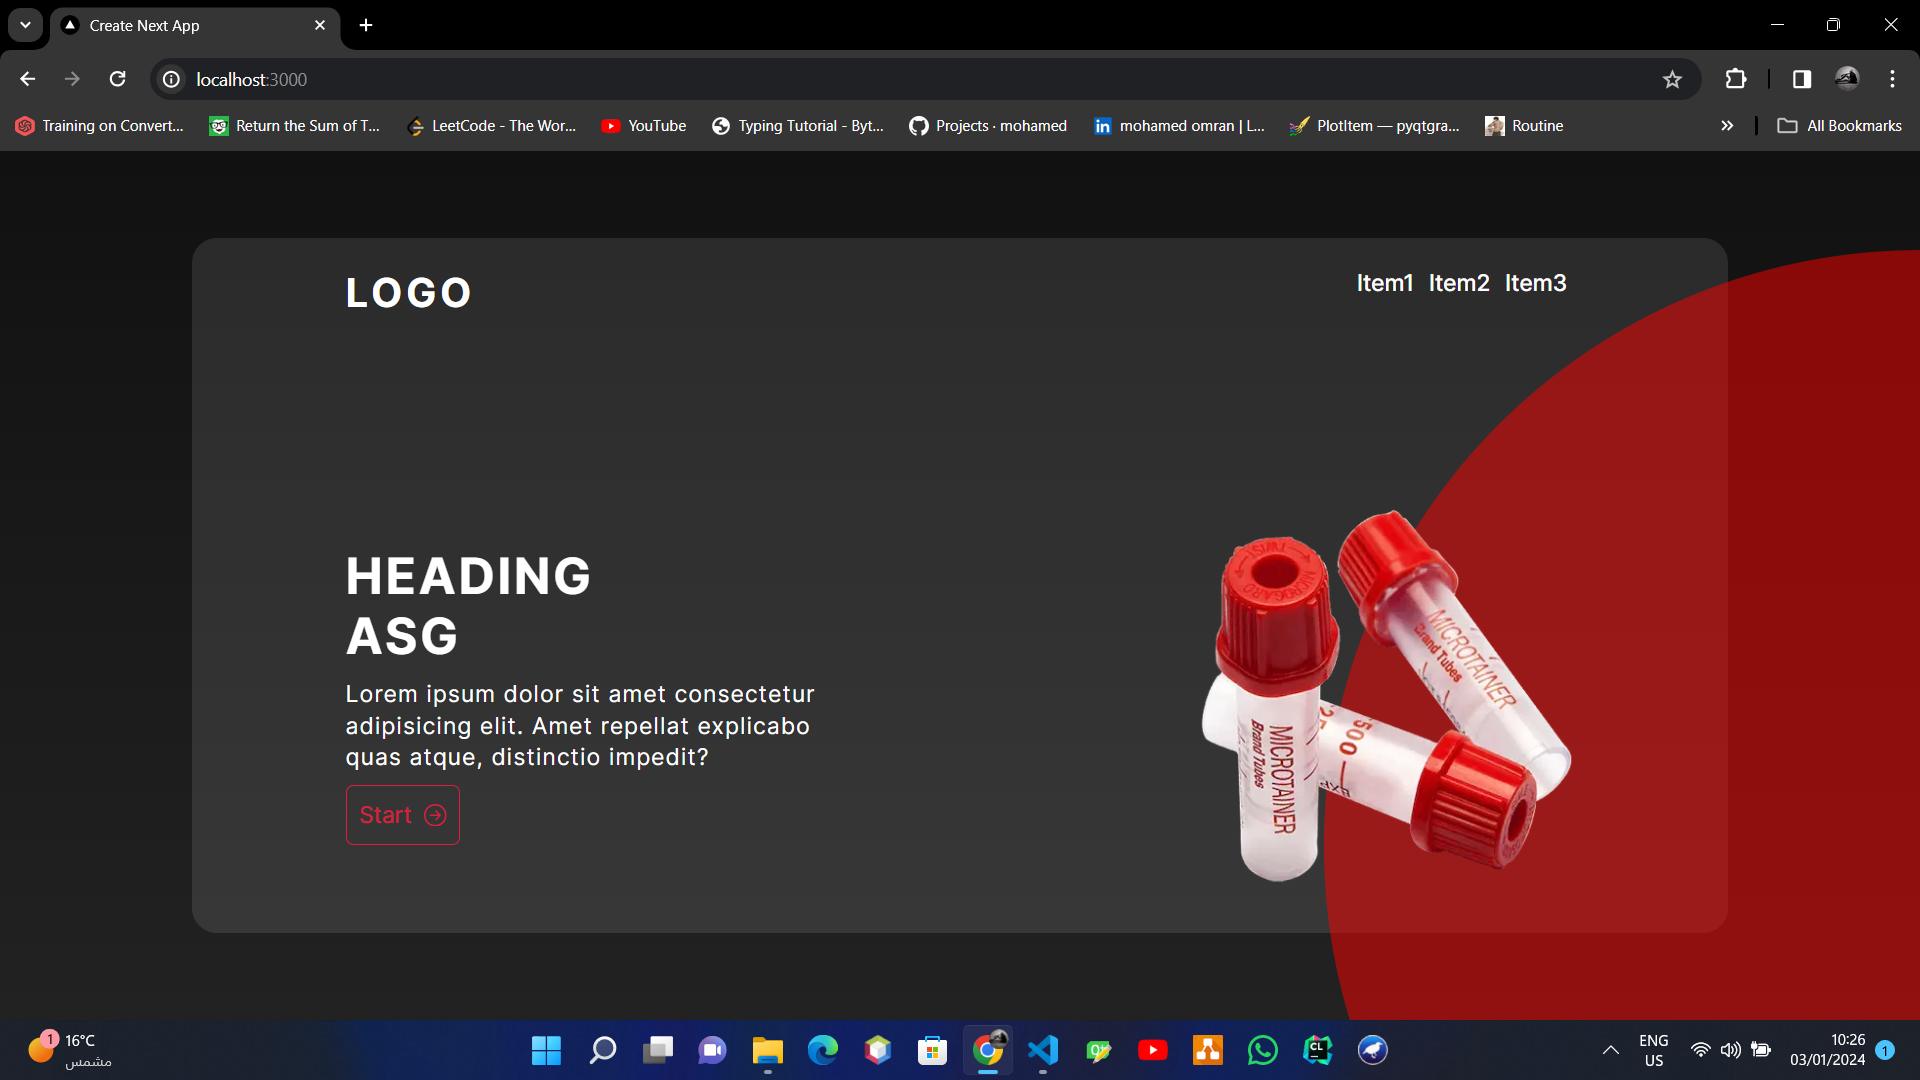 Create Next App
localhost:3000
Training on Convert...
Return the Sum of T...
LeetCode - The Wor...
YouTube
Typing Tutorial - Byt...
Projects · mohamed
mohamed omran | L...
PlotItem — pyqtgra...
Routine
All Bookmarks
LOGO
Item1 Item2 Item3
HEADING
ASG
Lorem ipsum dolor sit amet consectetur
adipisicing elit. Amet repellat explicabo
quas atque, distinctio impedit?
Start
MICROTAINER
Brand Tubes
500
MICROTAINER
Brand Tubes
1
16°C
مشمس
CL
ENG
US
10:26
03/01/2024
1